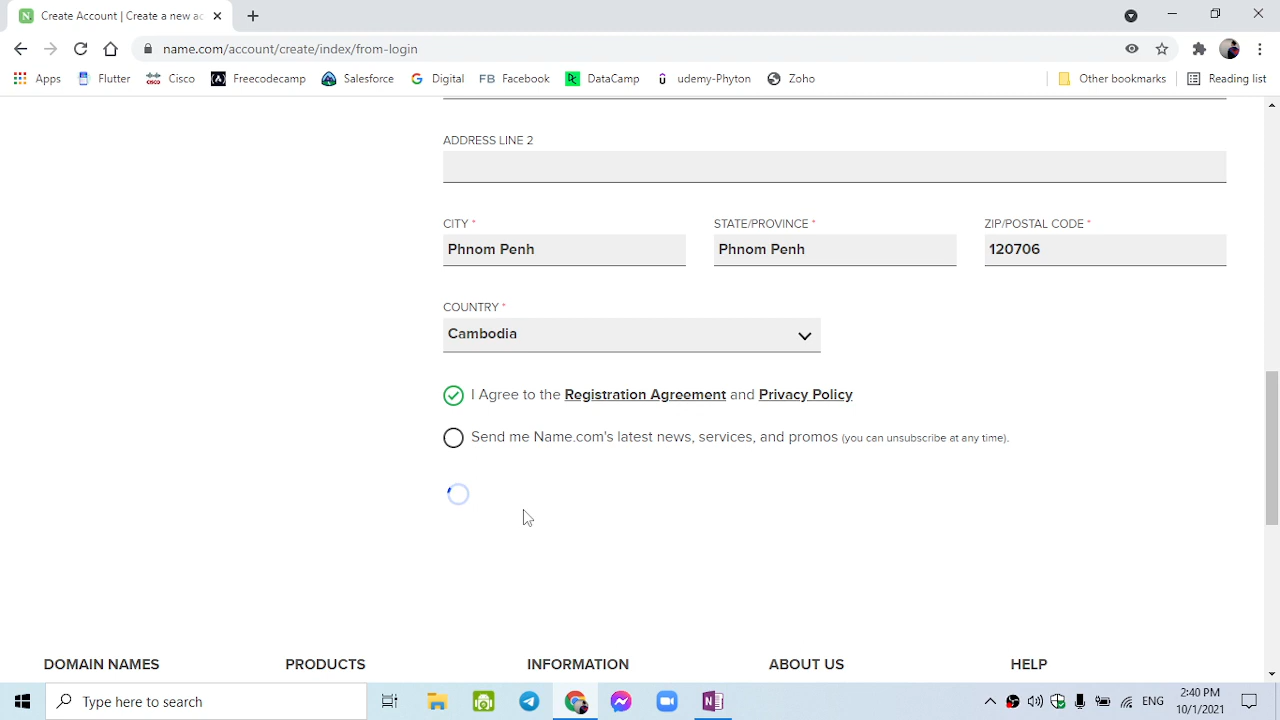 Create Account | Create a new ac
name.com/account/create/index/from-login
Apps Flutter Cisco Freecodecamp Salesforce Digital FB Facebook DataCamp udemy-Phyton Zoho Other bookmarks Reading list
ADDRESS LINE 2
CITY * STATE/PROVINCE * ZIP/POSTAL CODE *
Phnom Penh Phnom Penh 120706
COUNTRY *
Cambodia
I Agree to the Registration Agreement and Privacy Policy
Send me Name.com's latest news, services, and promos (you can unsubscribe at any time).
DOMAIN NAMES PRODUCTS INFORMATION ABOUT US HELP
Type here to search
ENG
2:40 PM
10/1/2021